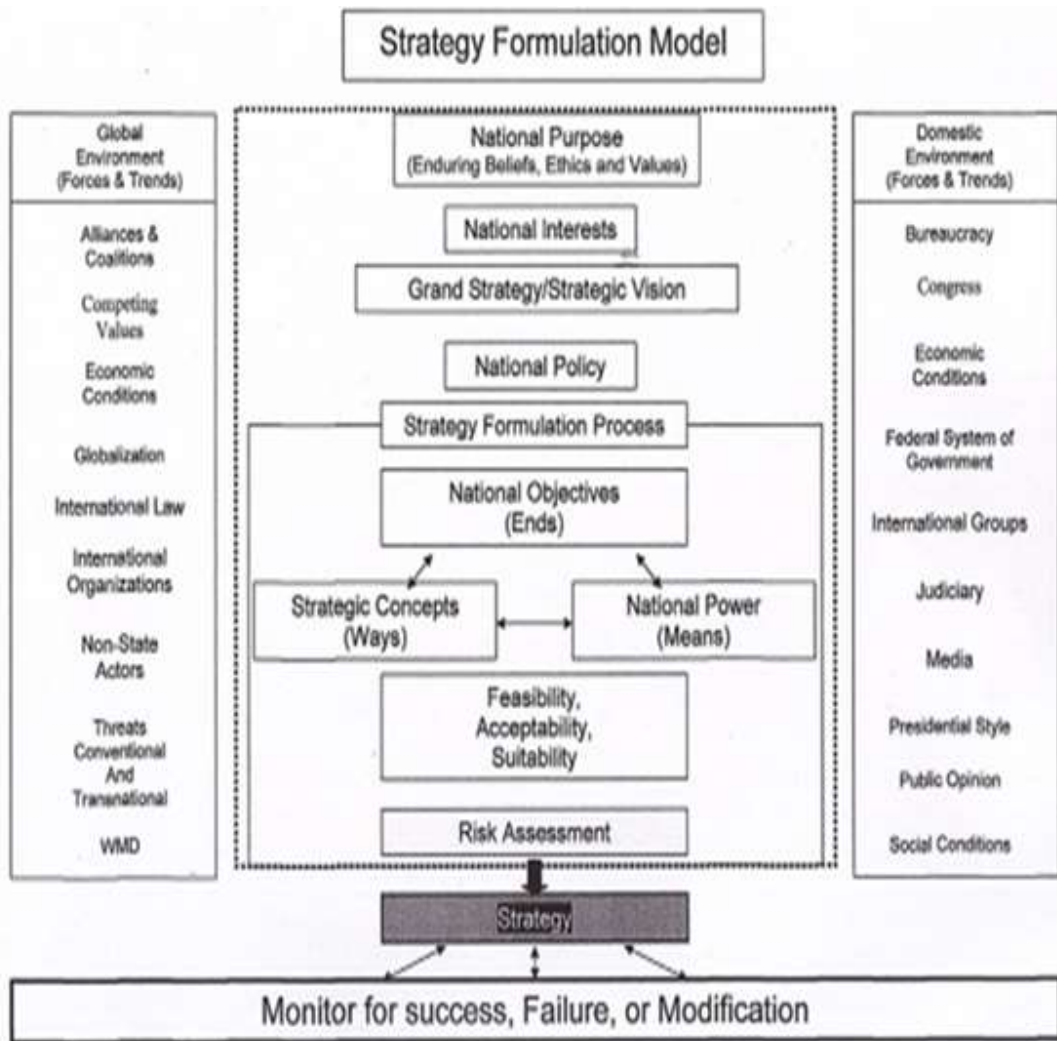 Strategy Formulation Model
Global
Environment
(Forces & Trends)
Alliances &
Coalitions
Competing
Values
Economic
Conditions
Globalization
International Law
International
Organizations
Non-State
Actors
Threats
Conventional
And
Transnational
WMD
National Purpose
(Enduring Beliefs, Ethics and Values)
National Interests
Grand Strategy/Strategic Vision
National Policy
Strategy Formulation Process
National Objectives
(Ends)
Strategic Concepts
(Ways)
National Power
(Means)
Feasibility,
Acceptability,
Suitability
Risk Assessment
Strategy
Domestic
Environment
(Forces & Trends)
Bureaucracy
Congress
Economic
Conditions
Federal System of
Government
International Groups
Judiciary
Media
Presidential Style
Public Opinion
Social Conditions
Monitor for success, Failure, or Modification